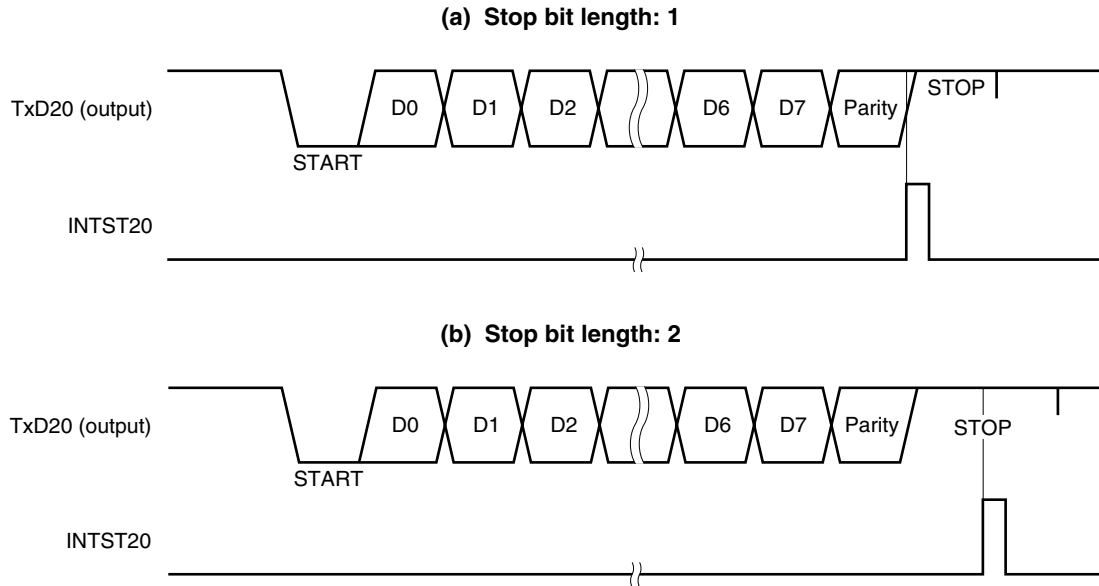 (a) Stop bit length: 1
TxD20 (output)
D0 D1 D2 D6 D7 Parity STOP
START
INTST20
(b) Stop bit length: 2
TxD20 (output)
D0 D1 D2 D6 D7 Parity STOP
START
INTST20